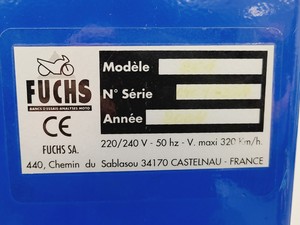 Modèle
FUCHS
BANCS D'ESSAIS-ANALYSES MOTO
N° Série
CE
Année
FUCHS SA.
220/240 V - 50 hz - V. maxi 320 Km/h.
440, Chemin du Sablasou 34170 CASTELNAU - FRANCE